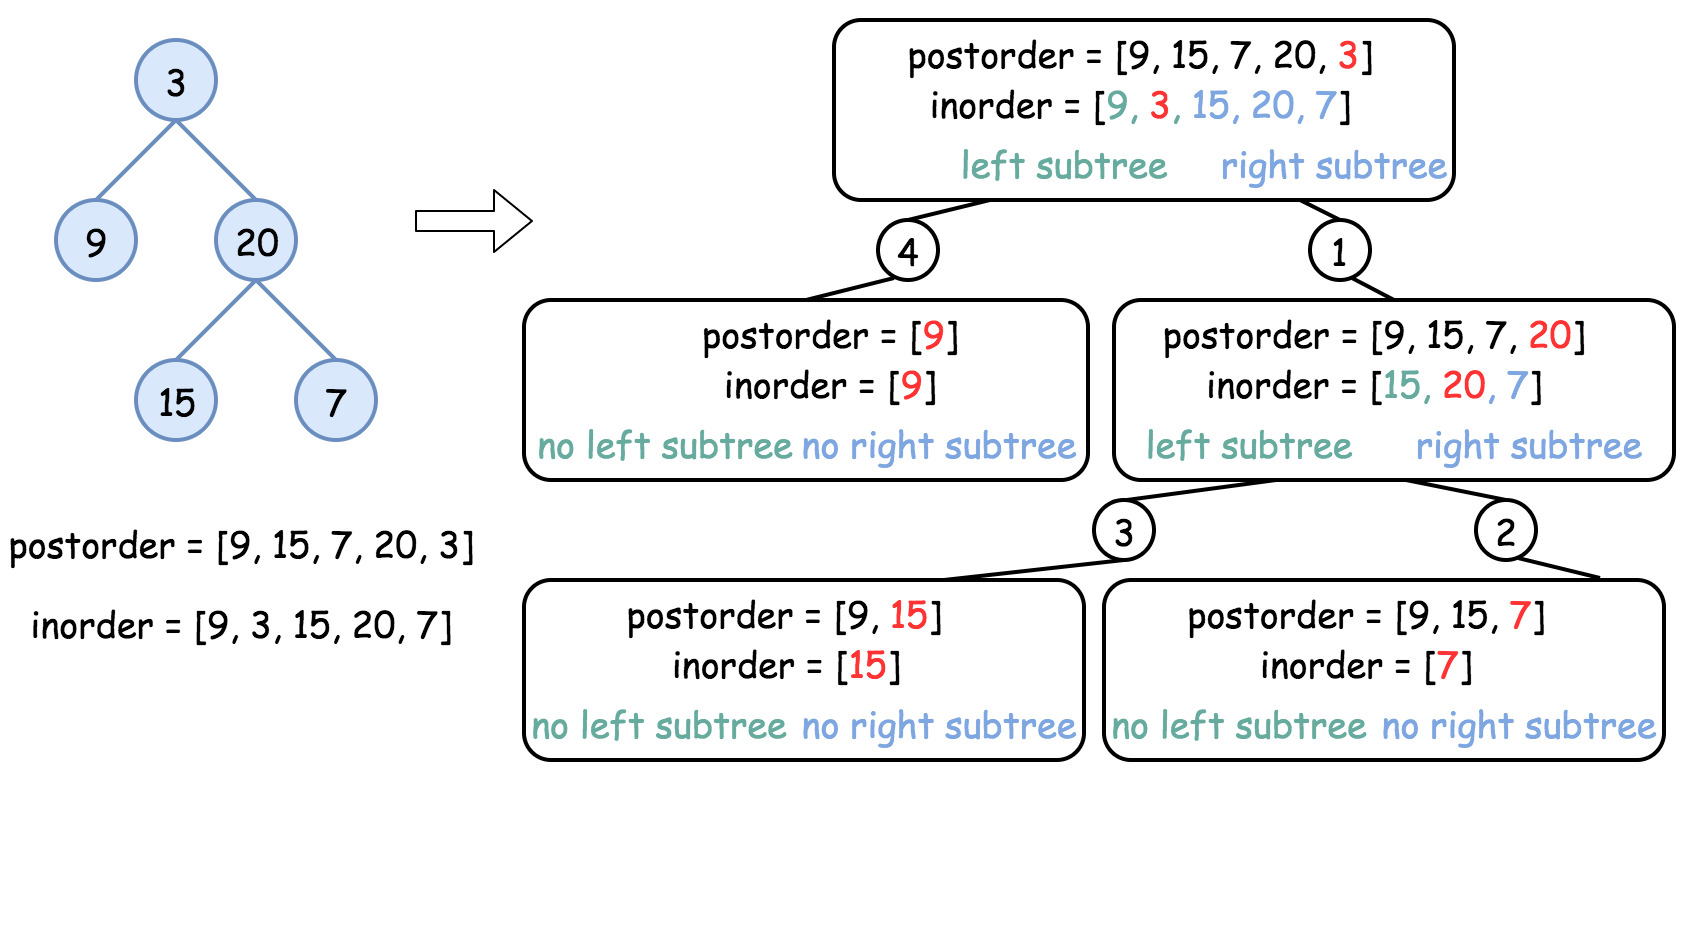 3
9
20
15
7
postorder = [9, 15, 7, 20, 3]
inorder = [9, 3, 15, 20, 7]
postorder = [9, 15, 7, 20, 3]
inorder = [9, 3, 15, 20, 7]
left subtree right subtree
4
1
postorder = [9]
inorder = [9]
no left subtree no right subtree
postorder = [9, 15, 7, 20]
inorder = [15, 20, 7]
left subtree right subtree
3
2
postorder = [9, 15]
inorder = [15]
no left subtree no right subtree
postorder = [9, 15, 7]
inorder = [7]
no left subtree no right subtree